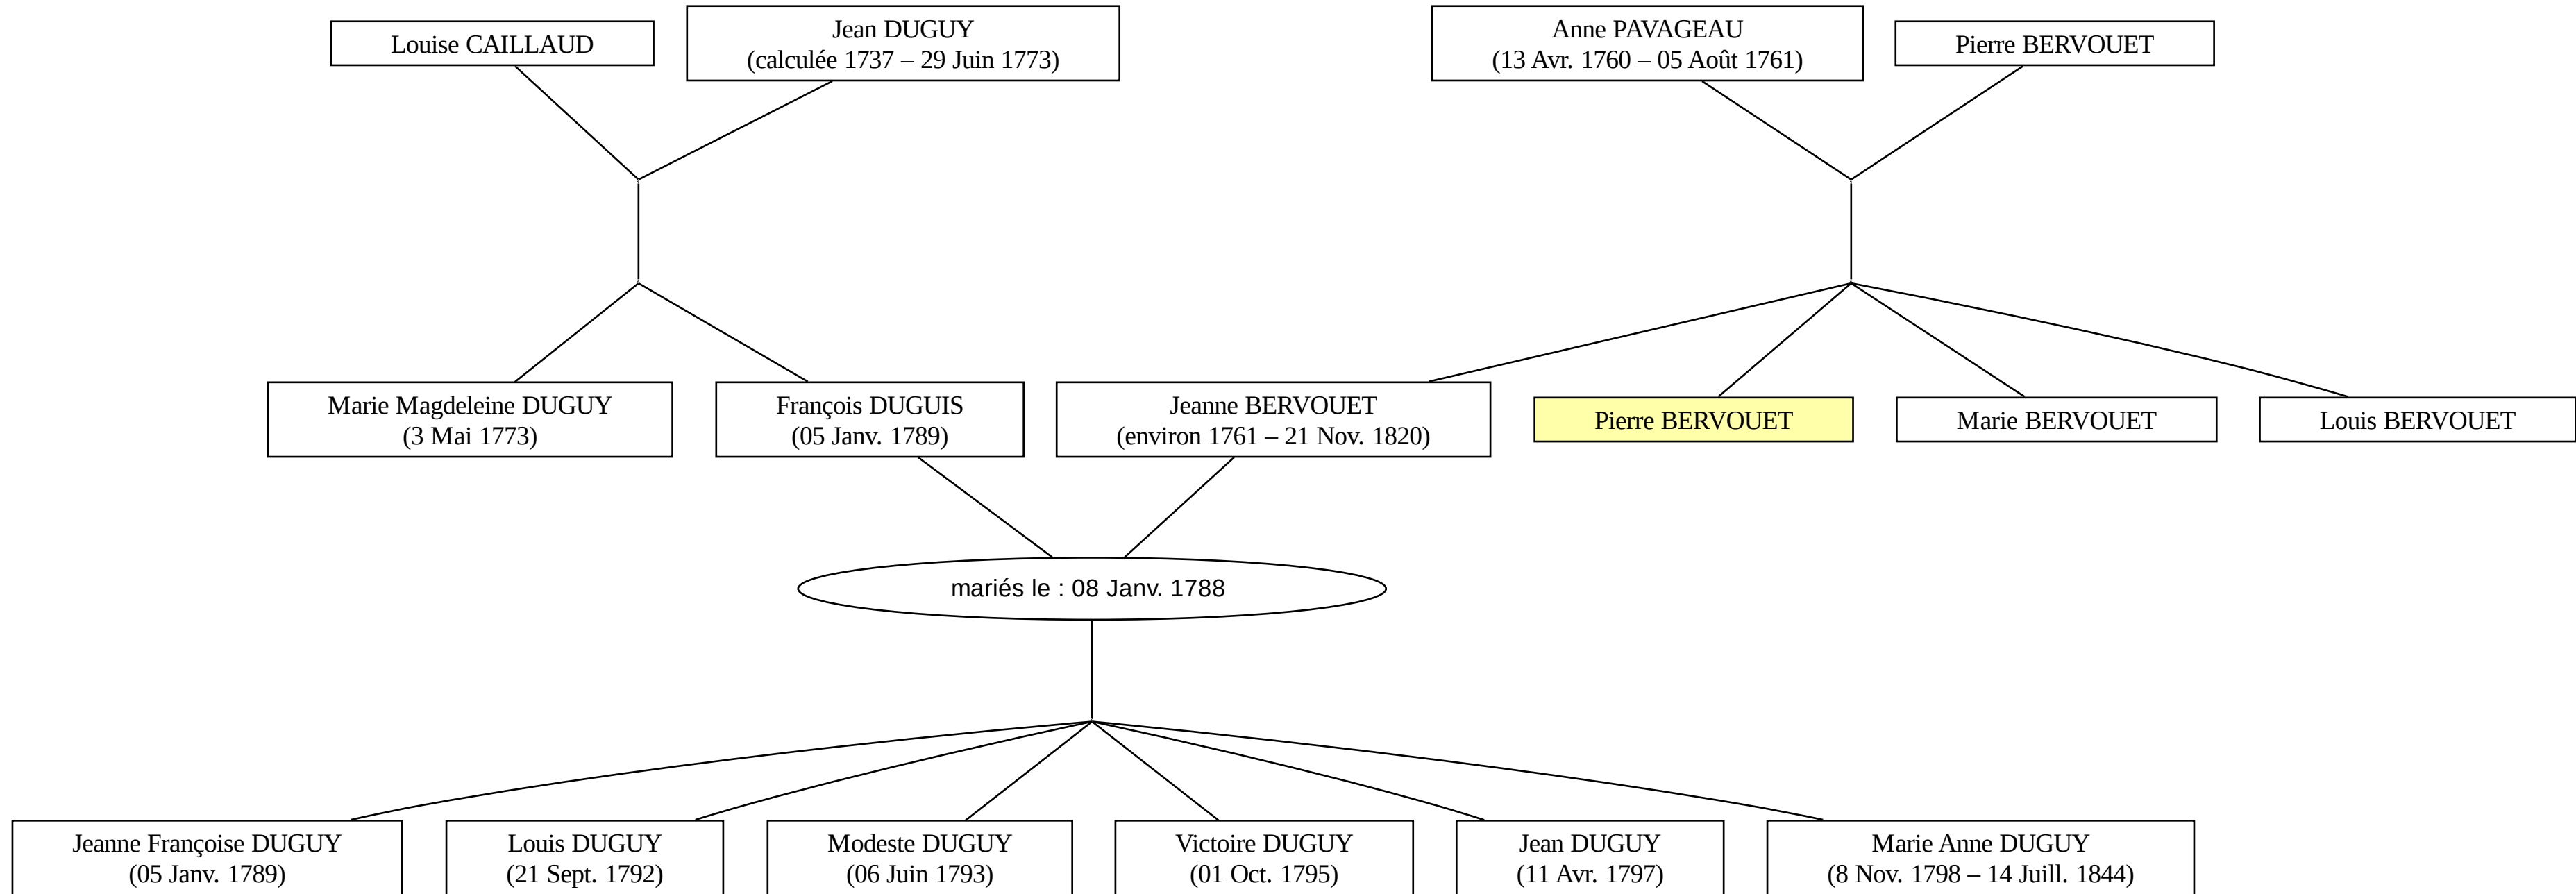 Louise CAILLAUD
Jean DUGUY
(calculée 1737 – 29 Juin 1773)
Anne PAVAGEAU
(13 Avr. 1760 – 05 Août 1761)
Pierre BERVOUET
Marie Magdeleine DUGUY
(3 Mai 1773)
François DUGUIS
(05 Janv. 1789)
Jeanne BERVOUET
(environ 1761 – 21 Nov. 1820)
Pierre BERVOUET
Marie BERVOUET
Louis BERVOUET
mariés le : 08 Janv. 1788
Jeanne Françoise DUGUY
(05 Janv. 1789)
Louis DUGUY
(21 Sept. 1792)
Modeste DUGUY
(06 Juin 1793)
Victoire DUGUY
(01 Oct. 1795)
Jean DUGUY
(11 Avr. 1797)
Marie Anne DUGUY
(8 Nov. 1798 – 14 Juill. 1844)